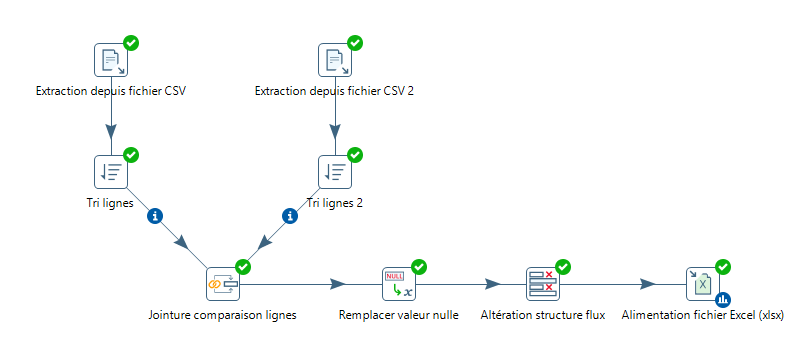 Extraction depuis fichier CSV
Extraction depuis fichier CSV 2
Tri lignes
Tri lignes 2
NULL
x
X
Jointure comparaison lignes
Remplacer valeur nulle
Altération structure flux
Alimentation fichier Excel (xlsx)